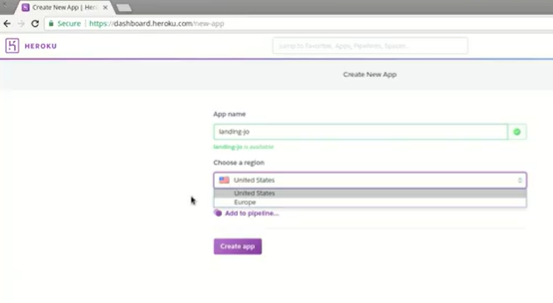 Create New App | Her
Secure https://dashboard.heroku.com/new-app
HEROKU
Jump to Favorites, Apps, Pipelines, Spaces...
Create New App
App name
landing-jo
landing-jo is available
Choose a region
United States
United States
Europe
Add to pipeline...
Create app